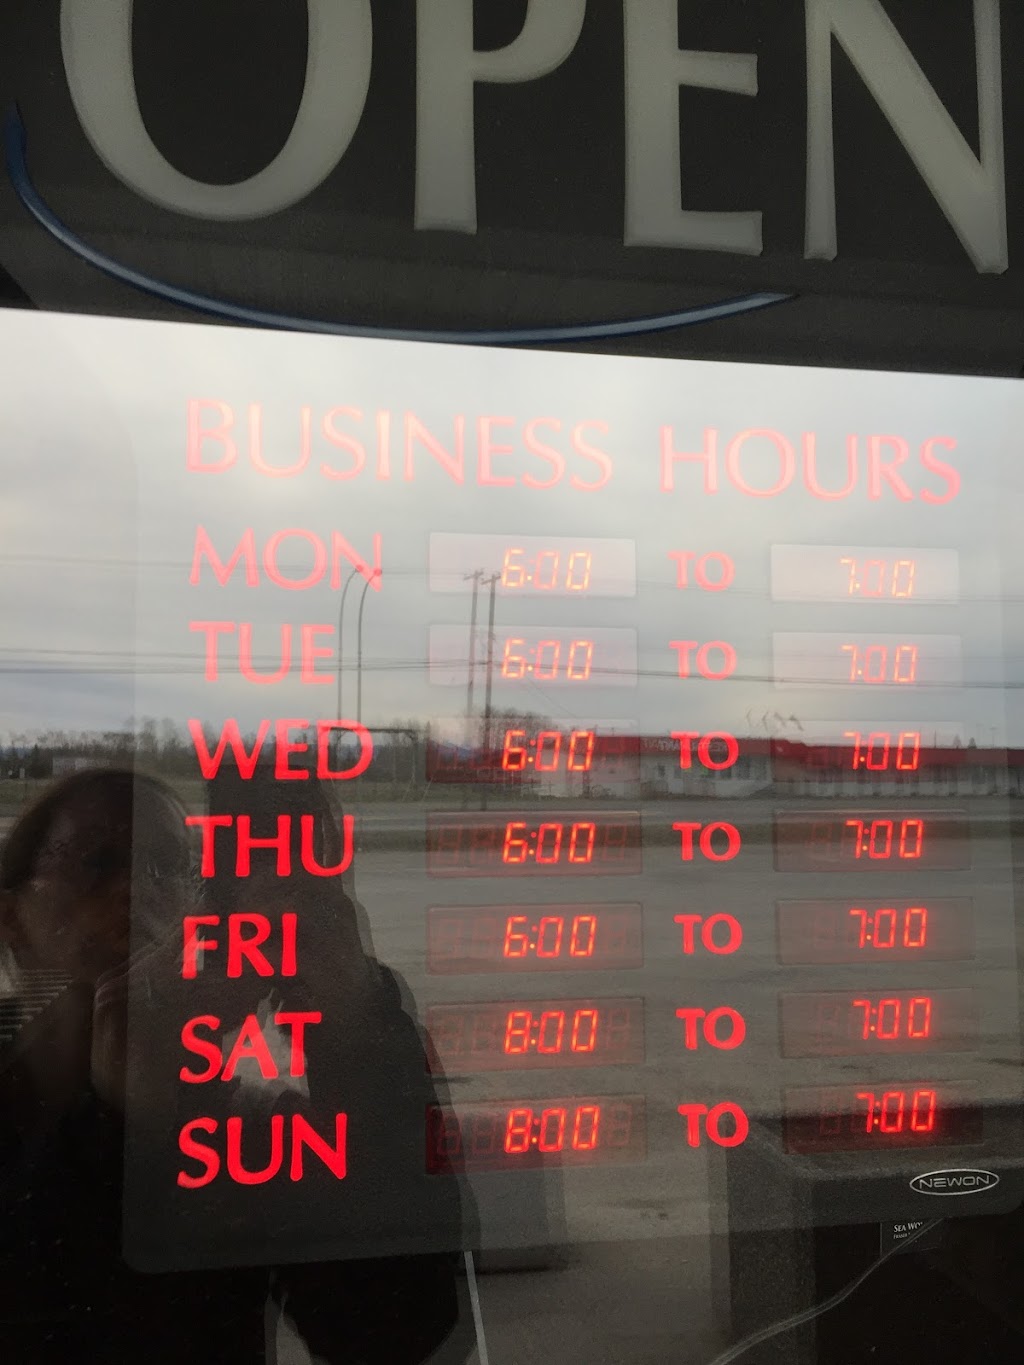 OPEN
BUSINESS HOURS
MON 6:00 TO 7:00
TUE 6:00 TO 7:00
WED 6:00 TO 7:00
THU 6:00 TO 7:00
FRI 6:00 TO 7:00
SAT 8:00 TO 7:00
SUN 8:00 TO 7:00
NEWON
SEA